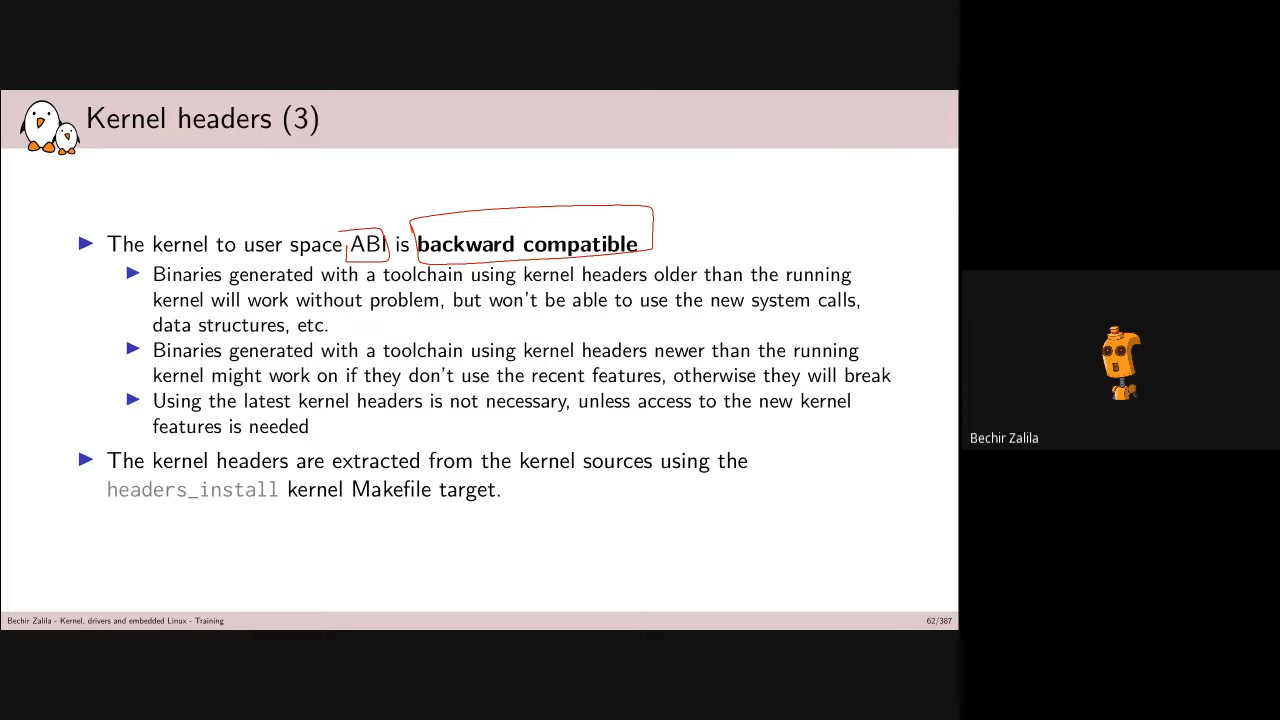 Kernel headers (3)
The kernel to user space ABI is backward compatible
Binaries generated with a toolchain using kernel headers older than the running
kernel will work without problem, but won't be able to use the new system calls,
data structures, etc.
Binaries generated with a toolchain using kernel headers newer than the running
kernel might work on if they don't use the recent features, otherwise they will break
Using the latest kernel headers is not necessary, unless access to the new kernel
features is needed
The kernel headers are extracted from the kernel sources using the
headers_install kernel Makefile target.
Bechir Zalila - Kernel, drivers and embedded Linux - Training
62/387
Bechir Zalila